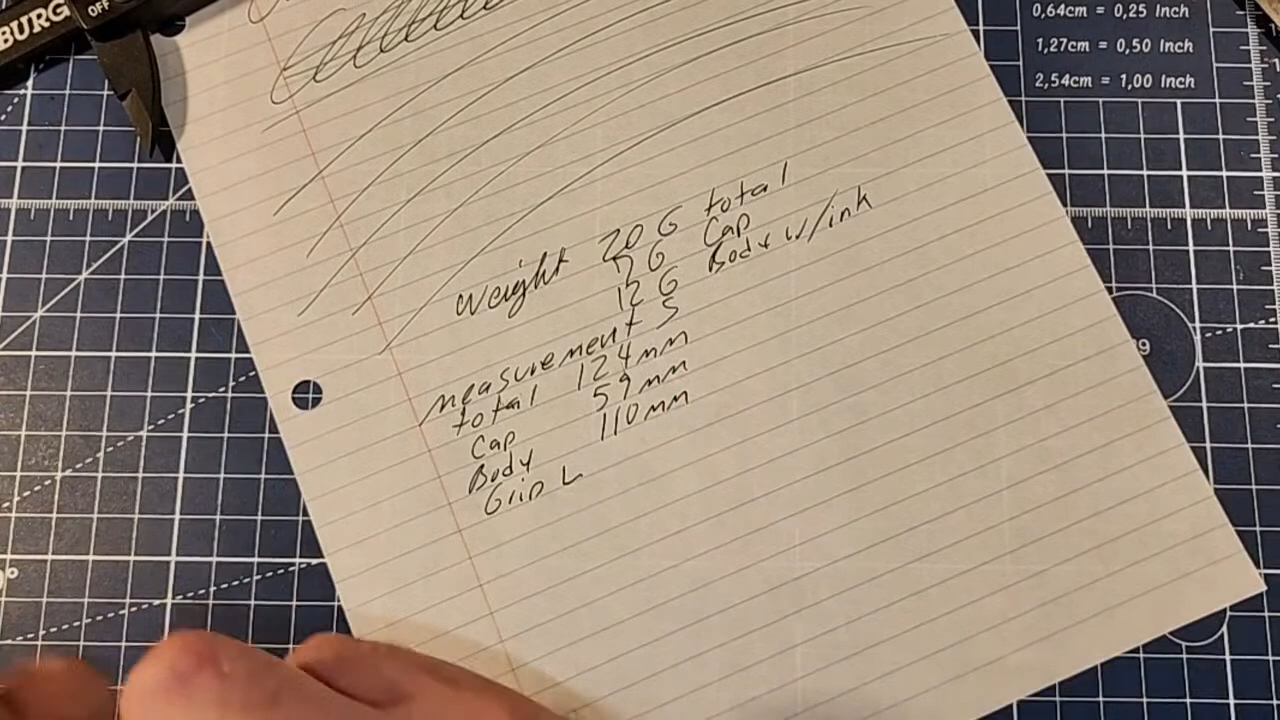 BURG
OFF
0,64cm = 0,25 Inch
1,27cm = 0,50 Inch
2,54cm = 1,00 Inch
Weight 20 G total
7 G Cap
12 G Body w/ink
measurements
total 124mm
Cap 59mm
Body 110mm
Grip L